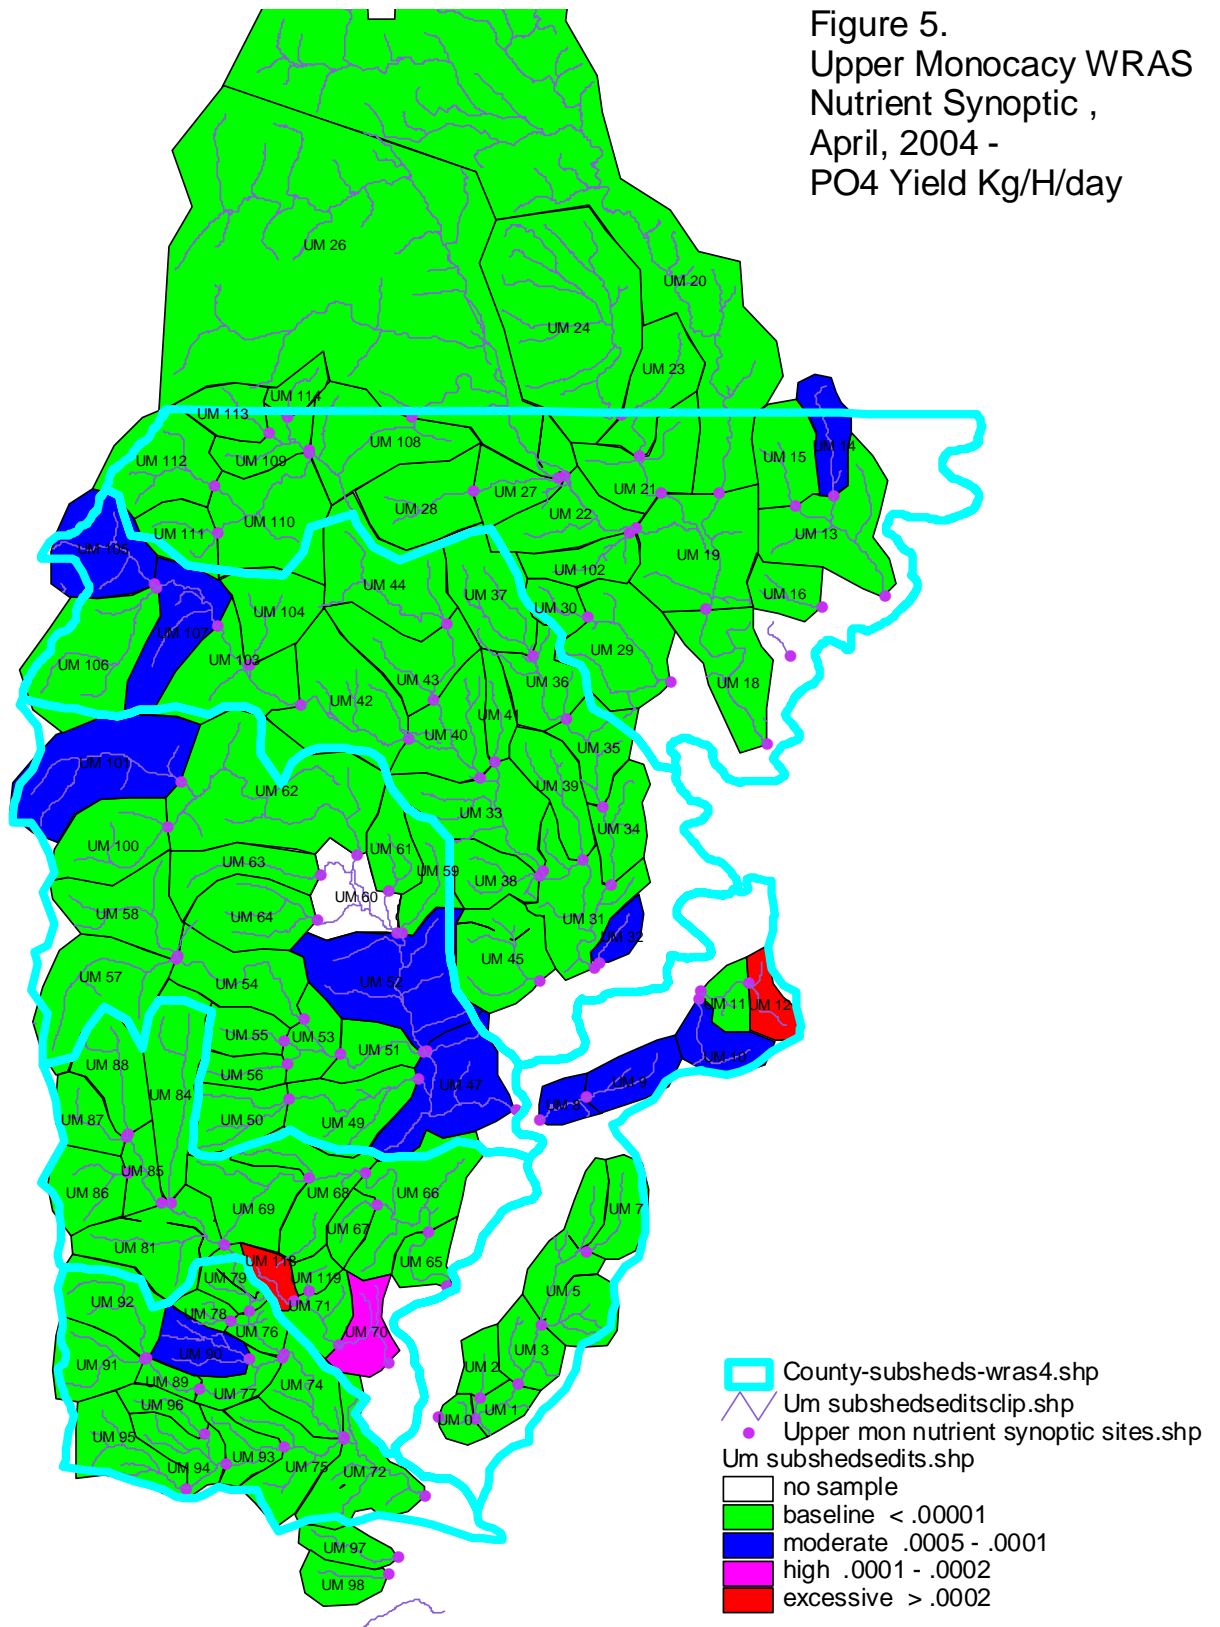 Figure 5.
Upper Monocacy WRAS
Nutrient Synoptic ,
April, 2004 -
PO4 Yield Kg/H/day
UM 26
UM 20
UM 24
UM 23
UM 114
UM 113
UM 108
UM 14
UM 112
UM 109
UM 15
UM 27
UM 21
UM 28
UM 110
UM 22
UM 111
UM 13
UM 105
UM 19
UM 102
UM 44
UM 37
UM 16
UM 104
UM 30
UM 107
UM 106
UM 103
UM 29
UM 43
UM 36
UM 18
UM 42
UM 41
UM 40
UM 35
UM 101
UM 62
UM 39
UM 33
UM 34
UM 100
UM 61
UM 63
UM 59
UM 38
UM 60
UM 58
UM 64
UM 31
UM 32
UM 45
UM 57
UM 54
UM 52
UM 11
UM 12
UM 55
UM 53
UM 51
UM 88
UM 10
UM 56
UM 47
UM 9
UM 84
UM 8
UM 87
UM 50
UM 49
UM 85
UM 86
UM 68
UM 66
UM 69
UM 67
UM 7
UM 81
UM 118
UM 65
UM 79
UM 119
UM 5
UM 92
UM 78
UM 71
UM 76
UM 70
UM 90
UM 3
UM 91
UM 2
UM 89
UM 77
UM 74
UM 96
UM 0
UM 1
UM 95
UM 93
UM 94
UM 75
UM 72
UM 97
UM 98
County-subsheds-wras4.shp
Um subshedseditsclip.shp
Upper mon nutrient synoptic sites.shp
Um subshedsedits.shp
no sample
baseline < .00001
moderate .0005 - .0001
high .0001 - .0002
excessive > .0002